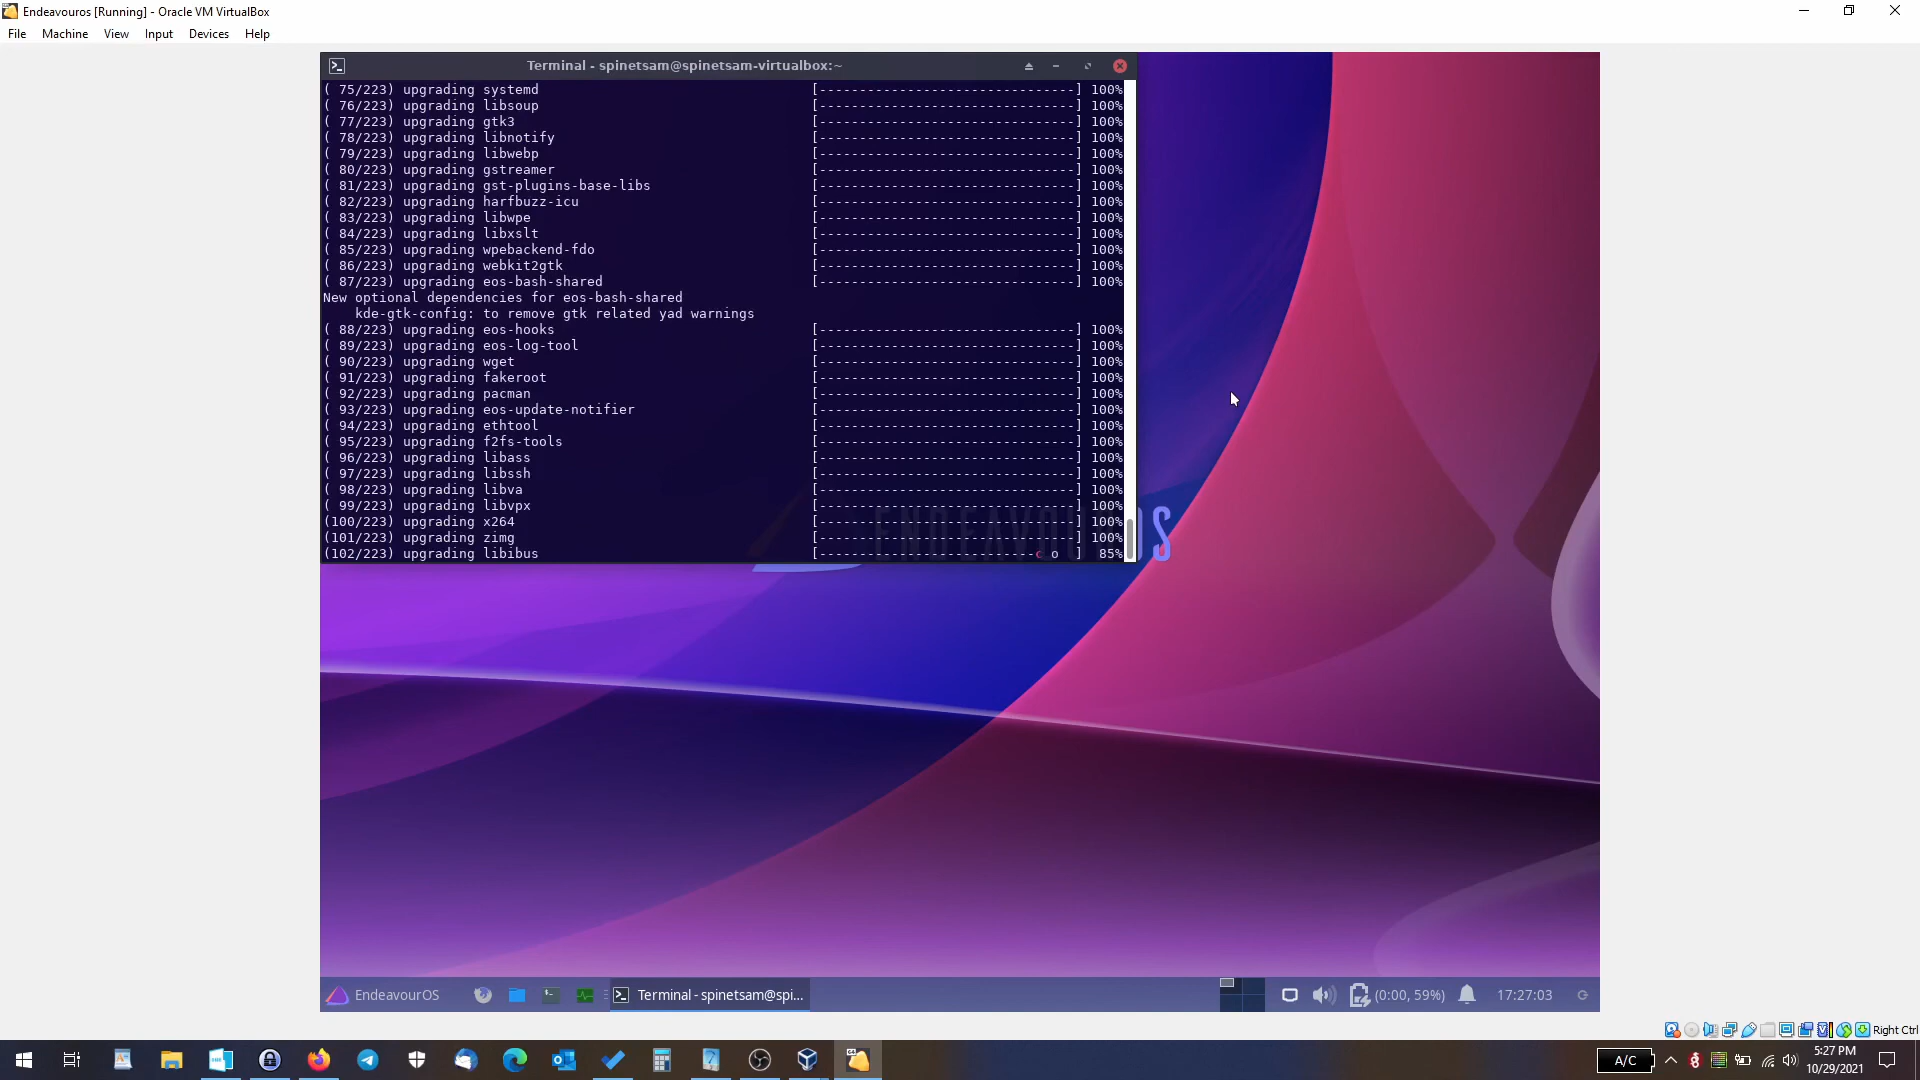 Endeavouros [Running] - Oracle VM VirtualBox
File Machine View Input Devices Help
Terminal - spinetsam@spinetsam-virtualbox:~
( 75/223) upgrading systemd [--------------------------------] 100%
( 76/223) upgrading libsoup [--------------------------------] 100%
( 77/223) upgrading gtk3 [--------------------------------] 100%
( 78/223) upgrading libnotify [--------------------------------] 100%
( 79/223) upgrading libwebp [--------------------------------] 100%
( 80/223) upgrading gstreamer [--------------------------------] 100%
( 81/223) upgrading gst-plugins-base-libs [--------------------------------] 100%
( 82/223) upgrading harfbuzz-icu [--------------------------------] 100%
( 83/223) upgrading libwpe [--------------------------------] 100%
( 84/223) upgrading libxslt [--------------------------------] 100%
( 85/223) upgrading wpebackend-fdo [--------------------------------] 100%
( 86/223) upgrading webkit2gtk [--------------------------------] 100%
( 87/223) upgrading eos-bash-shared [--------------------------------] 100%
New optional dependencies for eos-bash-shared
kde-gtk-config: to remove gtk related yad warnings
( 88/223) upgrading eos-hooks [--------------------------------] 100%
( 89/223) upgrading eos-log-tool [--------------------------------] 100%
( 90/223) upgrading wget [--------------------------------] 100%
( 91/223) upgrading fakeroot [--------------------------------] 100%
( 92/223) upgrading pacman [--------------------------------] 100%
( 93/223) upgrading eos-update-notifier [--------------------------------] 100%
( 94/223) upgrading ethtool [--------------------------------] 100%
( 95/223) upgrading f2fs-tools [--------------------------------] 100%
( 96/223) upgrading libass [--------------------------------] 100%
( 97/223) upgrading libssh [--------------------------------] 100%
( 98/223) upgrading libva [--------------------------------] 100%
( 99/223) upgrading libvpx [--------------------------------] 100%
(100/223) upgrading x264 [--------------------------------] 100%
(101/223) upgrading zimg [--------------------------------] 100%
(102/223) upgrading libibus [---------------------------c o ] 85%
ENDEAVOUROS
EndeavourOS
Terminal - spinetsam@spi...
(0:00, 59%)
17:27:03
Right Ctrl
A/C
5:27 PM
10/29/2021